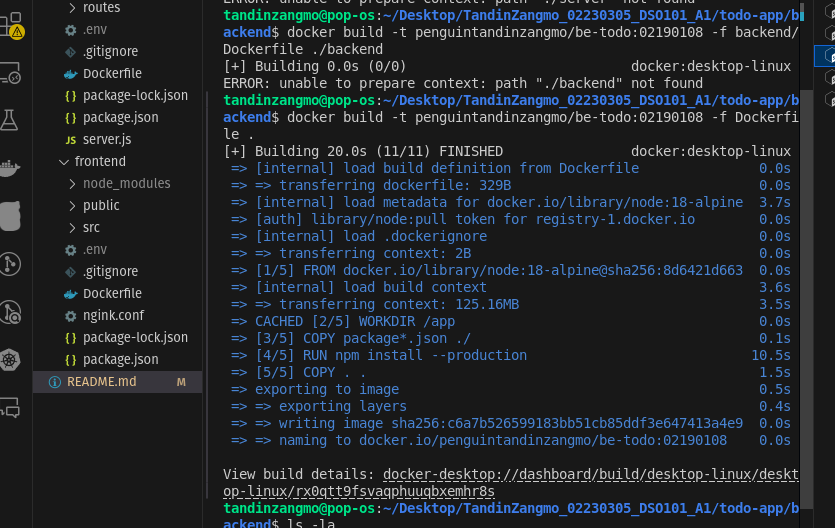 routes
.env
.gitignore
Dockerfile
package-lock.json
package.json
JS server.js
frontend
node_modules
public
src
.env
.gitignore
Dockerfile
ngink.conf
package-lock.json
package.json
README.md M
ERROR: unable to prepare context: path "./server" not found
tandinzangmo@pop-os:~/Desktop/TandinZangmo_02230305_DSO101_A1/todo-app/b
ackend$ docker build -t penguintandinzangmo/be-todo:02190108 -f backend/
Dockerfile ./backend
[+] Building 0.0s (0/0) docker:desktop-linux
ERROR: unable to prepare context: path "./backend" not found
tandinzangmo@pop-os:~/Desktop/TandinZangmo_02230305_DSO101_A1/todo-app/b
ackend$ docker build -t penguintandinzangmo/be-todo:02190108 -f Dockerfi
le .
[+] Building 20.0s (11/11) FINISHED docker:desktop-linux
=> [internal] load build definition from Dockerfile 0.0s
=> => transferring dockerfile: 329B 0.0s
=> [internal] load metadata for docker.io/library/node:18-alpine 3.7s
=> [auth] library/node:pull token for registry-1.docker.io 0.0s
=> [internal] load .dockerignore 0.0s
=> => transferring context: 2B 0.0s
=> [1/5] FROM docker.io/library/node:18-alpine@sha256:8d6421d663 0.0s
=> [internal] load build context 3.6s
=> => transferring context: 125.16MB 3.5s
=> CACHED [2/5] WORKDIR /app 0.0s
=> [3/5] COPY package*.json ./ 0.1s
=> [4/5] RUN npm install --production 10.5s
=> [5/5] COPY . . 1.5s
=> exporting to image 0.5s
=> => exporting layers 0.4s
=> => writing image sha256:c6a7b526599183bb51cb85ddf3e647413a4e9 0.0s
=> => naming to docker.io/penguintandinzangmo/be-todo:02190108 0.0s
View build details: docker-desktop://dashboard/build/desktop-linux/deskt
op-linux/rx0qtt9fsvaqphuuqbxemhr8s
tandinzangmo@pop-os:~/Desktop/TandinZangmo_02230305_DSO101_A1/todo-app/b
ackend$ ls -la